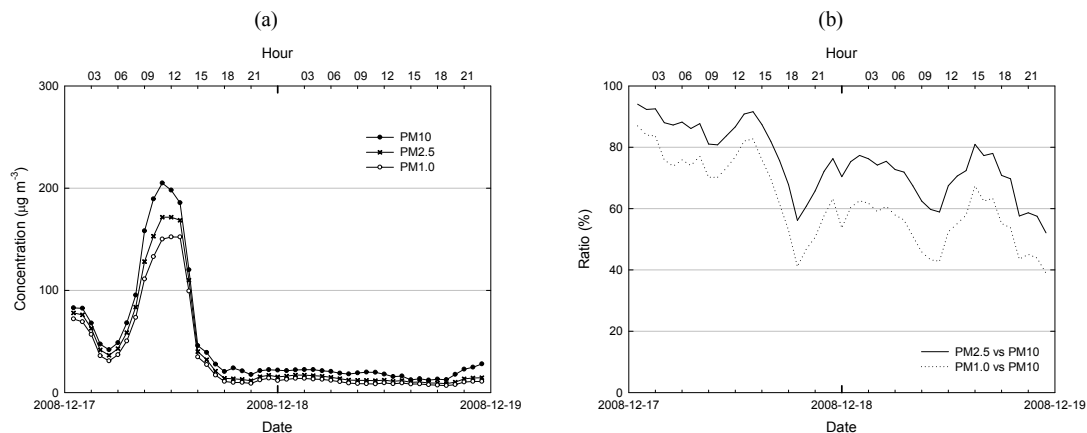 (a)
Hour
03 06 09 12 15 18 21 03 06 09 12 15 18 21
300
200
100
0
Concentration (μg m-3)
PM10
PM2.5
PM1.0
2008-12-17 2008-12-18 2008-12-19
Date
(b)
Hour
03 06 09 12 15 18 21 03 06 09 12 15 18 21
100
80
60
40
20
0
Ratio (%)
PM2.5 vs PM10
PM1.0 vs PM10
2008-12-17 2008-12-18 2008-12-19
Date